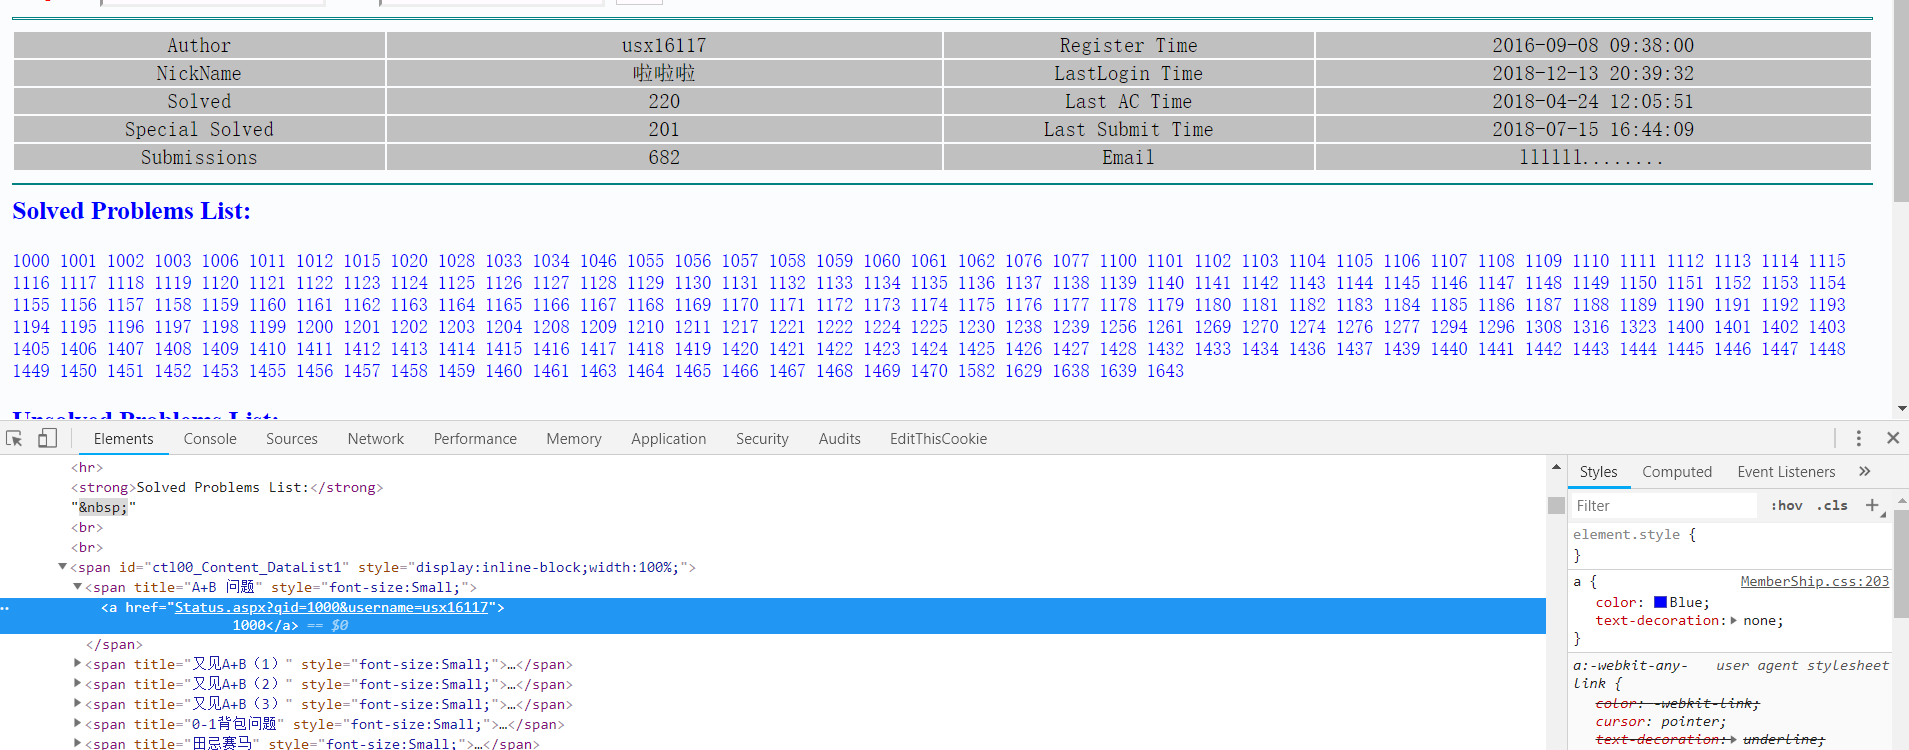 Author usx16117 Register Time 2016-09-08 09:38:00
NickName 啦啦啦 LastLogin Time 2018-12-13 20:39:32
Solved 220 Last AC Time 2018-04-24 12:05:51
Special Solved 201 Last Submit Time 2018-07-15 16:44:09
Submissions 682 Email llllll........
Solved Problems List:
1000 1001 1002 1003 1006 1011 1012 1015 1020 1028 1033 1034 1046 1055 1056 1057 1058 1059 1060 1061 1062 1076 1077 1100 1101 1102 1103 1104 1105 1106 1107 1108 1109 1110 1111 1112 1113 1114 1115
1116 1117 1118 1119 1120 1121 1122 1123 1124 1125 1126 1127 1128 1129 1130 1131 1132 1133 1134 1135 1136 1137 1138 1139 1140 1141 1142 1143 1144 1145 1146 1147 1148 1149 1150 1151 1152 1153 1154
1155 1156 1157 1158 1159 1160 1161 1162 1163 1164 1165 1166 1167 1168 1169 1170 1171 1172 1173 1174 1175 1176 1177 1178 1179 1180 1181 1182 1183 1184 1185 1186 1187 1188 1189 1190 1191 1192 1193
1194 1195 1196 1197 1198 1199 1200 1201 1202 1203 1204 1208 1209 1210 1211 1217 1221 1222 1224 1225 1230 1238 1239 1256 1261 1269 1270 1274 1276 1277 1294 1296 1308 1316 1323 1400 1401 1402 1403
1405 1406 1407 1408 1409 1410 1411 1412 1413 1414 1415 1416 1417 1418 1419 1420 1421 1422 1423 1424 1425 1426 1427 1428 1432 1433 1434 1436 1437 1439 1440 1441 1442 1443 1444 1445 1446 1447 1448
1449 1450 1451 1452 1453 1455 1456 1457 1458 1459 1460 1461 1463 1464 1465 1466 1467 1468 1469 1470 1582 1629 1638 1639 1643
Unsolved Problems List:
Elements Console Sources Network Performance Memory Application Security Audits EditThisCookie
<hr>
<strong>Solved Problems List:</strong>
"&nbsp;"
<br>
<br>
<span id="ctl00_Content_DataList1" style="display:inline-block;width:100%;">
<span title="A+B 问题" style="font-size:Small;">
<a href="Status.aspx?qid=1000&username=usx16117">
1000</a> == $0
</span>
<span title="又见A+B（1）" style="font-size:Small;">…</span>
<span title="又见A+B（2）" style="font-size:Small;">…</span>
<span title="又见A+B（3）" style="font-size:Small;">…</span>
<span title="0-1背包问题" style="font-size:Small;">…</span>
<span title="田忌赛马" style="font-size:Small;">…</span>
Styles Computed Event Listeners »
Filter :hov .cls +
element.style {
}
a { MemberShip.css:203
color: Blue;
text-decoration: none;
}
a:-webkit-any- user agent stylesheet
link {
color: -webkit-link;
cursor: pointer;
text-decoration: underline;